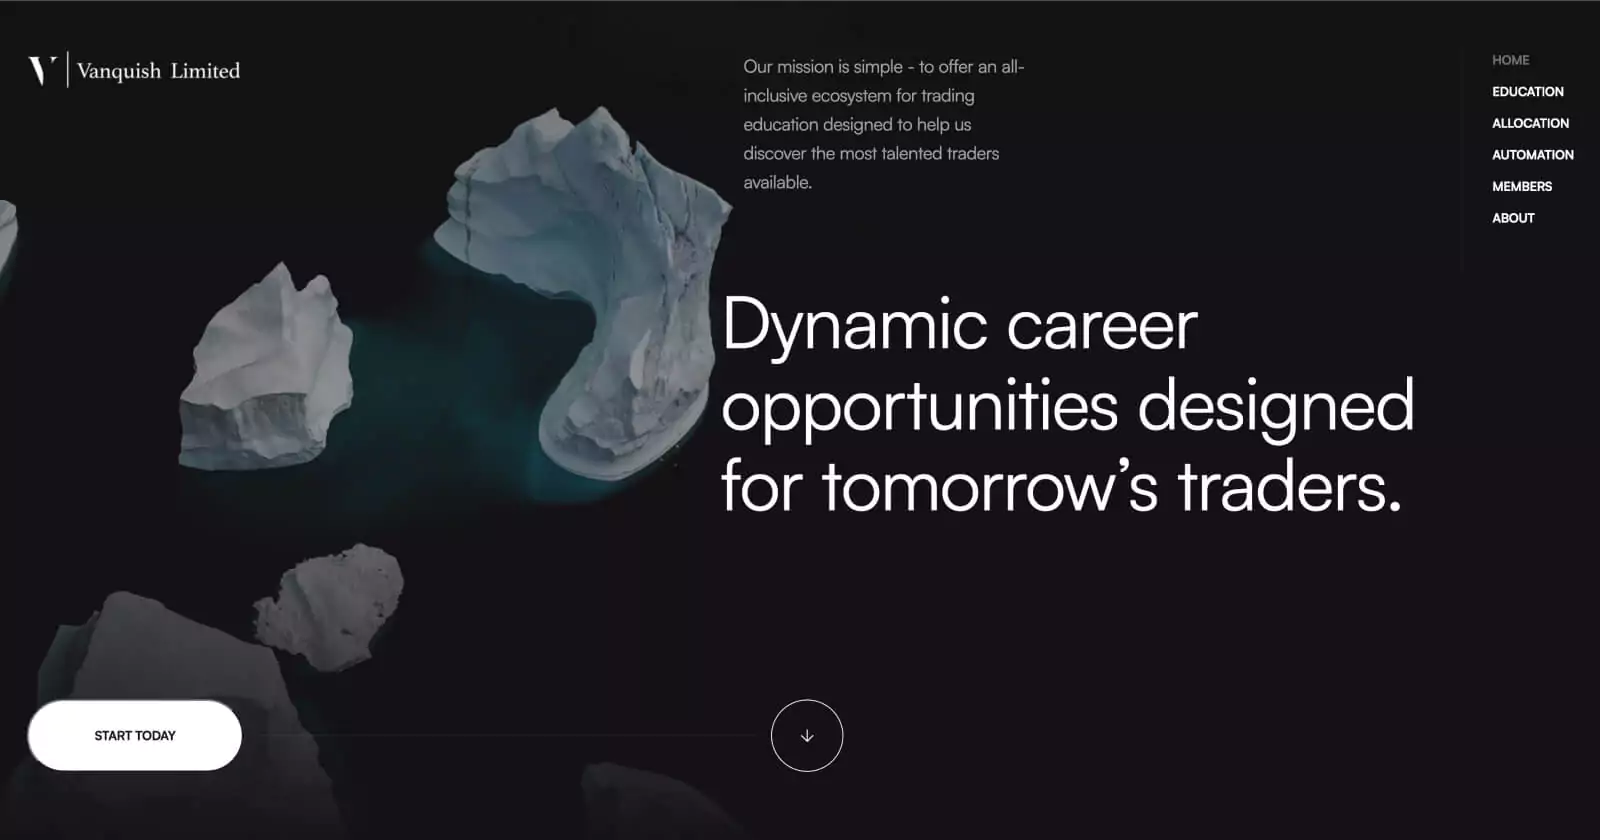 Vanquish Limited
Our mission is simple - to offer an all-
inclusive ecosystem for trading
education designed to help us
discover the most talented traders
available.
HOME
EDUCATION
ALLOCATION
AUTOMATION
MEMBERS
ABOUT
Dynamic career
opportunities designed
for tomorrow’s traders.
START TODAY